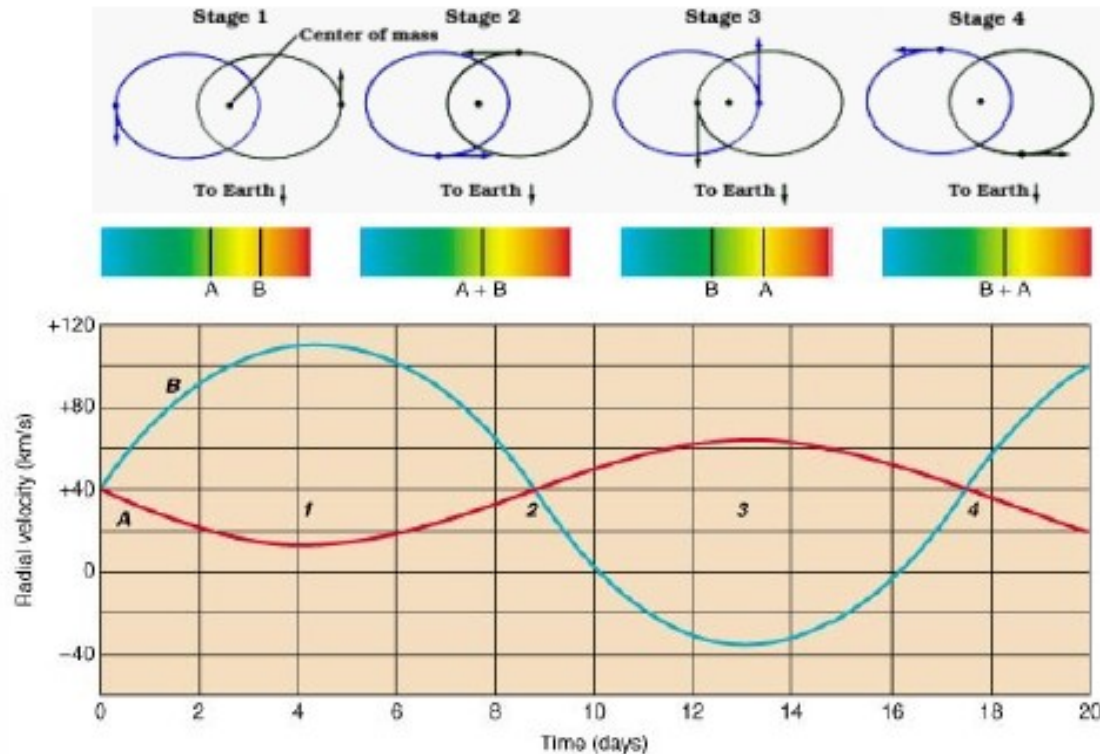 Stage 1
Stage 2
Stage 3
Stage 4
Center of mass
To Earth ↓
To Earth ↓
To Earth ↓
To Earth ↓
A B
A + B
B A
B + A
+120
+80
+40
0
−40
Radial velocity (km/s)
B
A
1
2
3
4
0 2 4 6 8 10 12 14 16 18 20
Time (days)